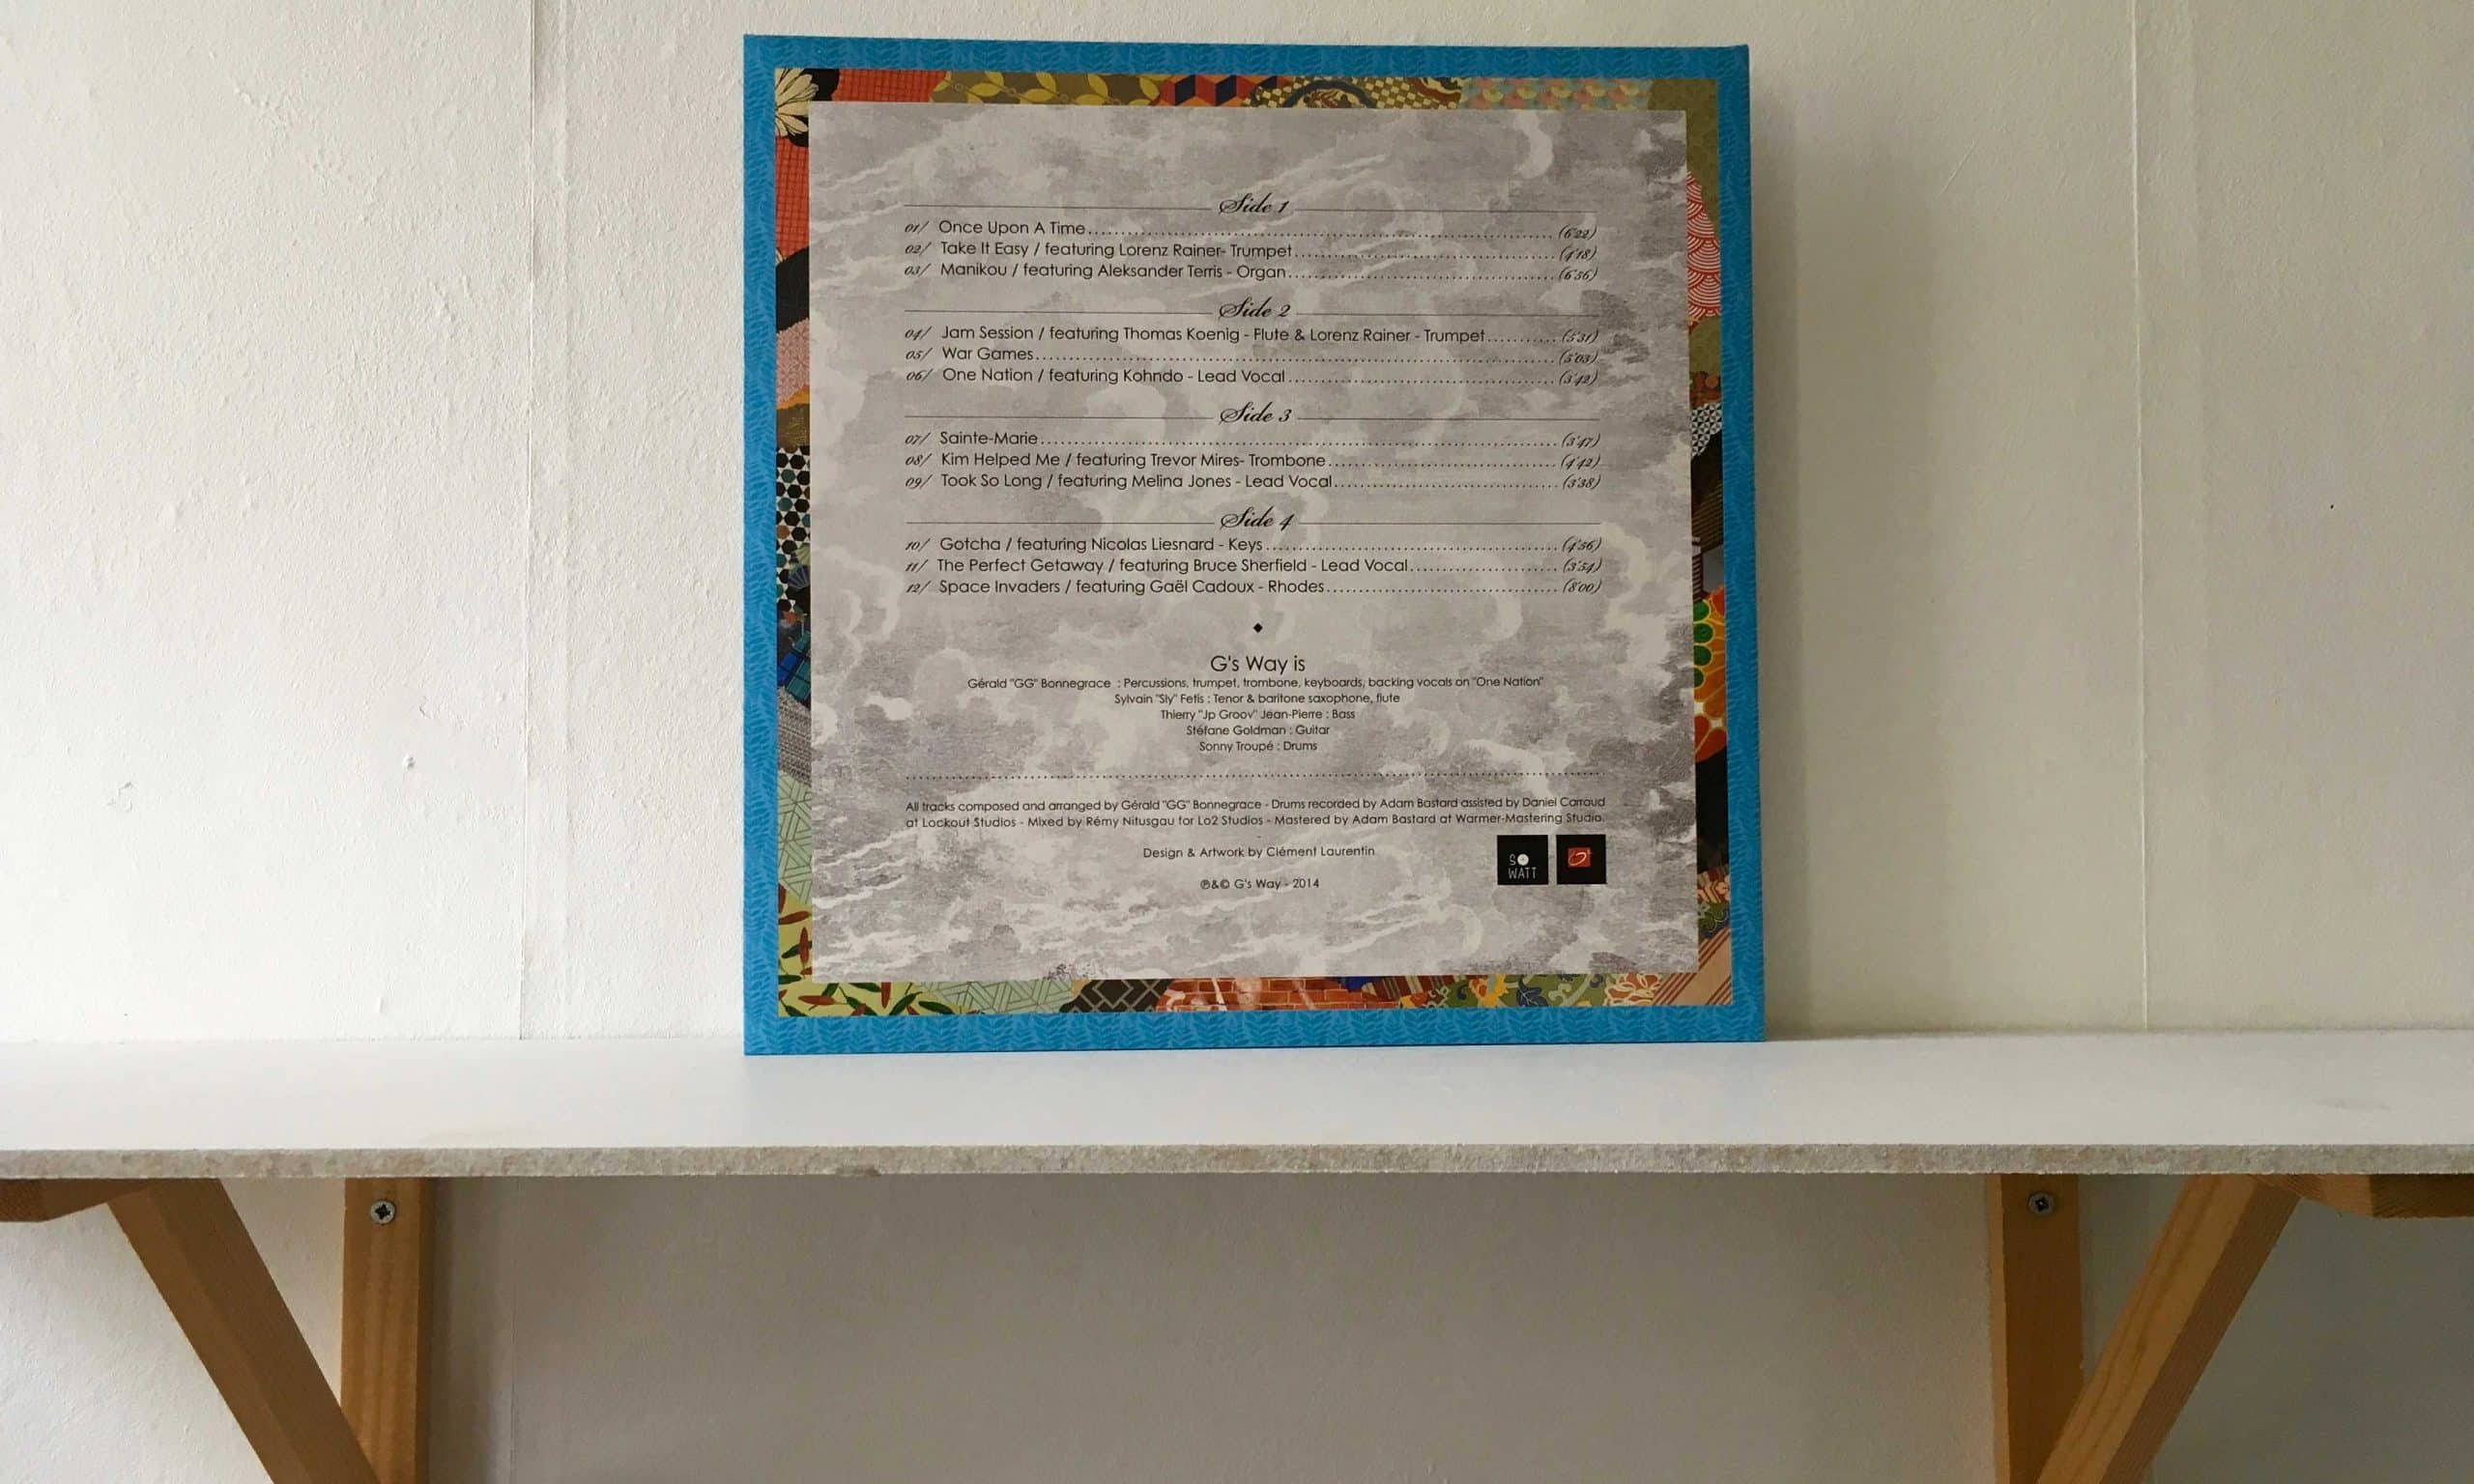 Side 1
01/ Once Upon A Time.......... (6'22)
02/ Take It Easy / featuring Lorenz Rainer- Trumpet.......... (4'18)
03/ Manikou / featuring Aleksander Terris - Organ.......... (6'56)
Side 2
04/ Jam Session / featuring Thomas Koenig - Flute & Lorenz Rainer - Trumpet.......... (5'31)
05/ War Games.......... (5'03)
06/ One Nation / featuring Kohndo - Lead Vocal.......... (3'42)
Side 3
07/ Sainte-Marie.......... (3'47)
08/ Kim Helped Me / featuring Trevor Mires- Trombone.......... (4'42)
09/ Took So Long / featuring Melina Jones - Lead Vocal.......... (3'38)
Side 4
10/ Gotcha / featuring Nicolas Liesnard - Keys.......... (4'56)
11/ The Perfect Getaway / featuring Bruce Sherfield - Lead Vocal.......... (3'54)
12/ Space Invaders / featuring Gaël Cadoux - Rhodes.......... (8'00)
G's Way is
Gérald "GG" Bonnegrace : Percussions, trumpet, trombone, keyboards, backing vocals on "One Nation"
Sylvain "Sly" Fetis : Tenor & baritone saxophone, flute
Thierry "Jp Groov" Jean-Pierre : Bass
Stéfane Goldman : Guitar
Sonny Troupé : Drums
All tracks composed and arranged by Gérald "GG" Bonnegrace - Drums recorded by Adam Bastard assisted by Daniel Carraud
at Lockout Studios - Mixed by Rémy Nitusgau for Lo2 Studios - Mastered by Adam Bastard at Warmer-Mastering Studio
Design & Artwork by Clément Laurentin
SO
WATT
℗&© G's Way - 2014